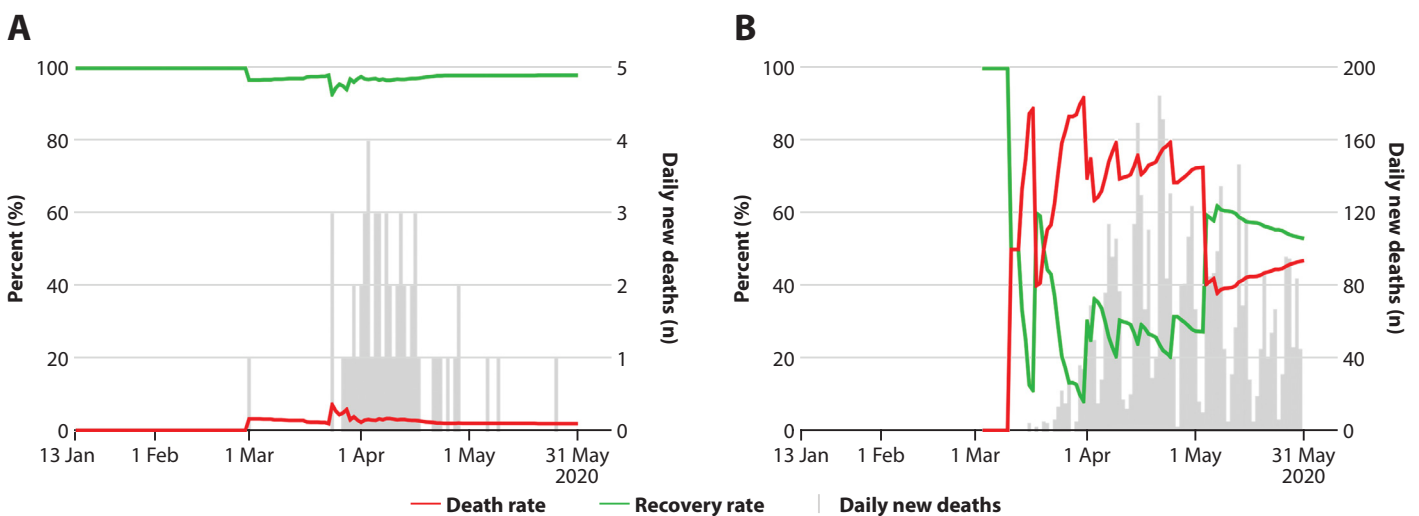 A
B
100
80
60
40
20
0
Percent (%)
5
4
3
2
1
0
Daily new deaths (n)
13 Jan
1 Feb
1 Mar
1 Apr
1 May
31 May
2020
100
80
60
40
20
0
Percent (%)
200
160
120
80
40
0
Daily new deaths (n)
13 Jan
1 Feb
1 Mar
1 Apr
1 May
31 May
2020
Death rate
Recovery rate
Daily new deaths